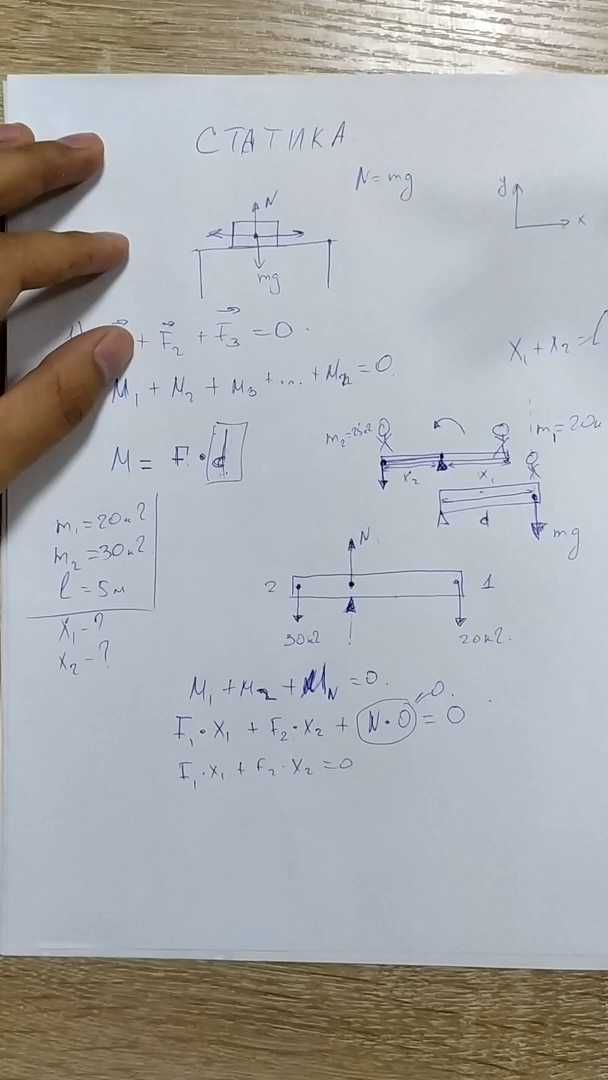 СТАТИКА
N = mg
y
x
N
mg
+ F₂ + F₃ = 0
x₁ + x₂ = l
M₁ + M₂ + M₃ + ... + Mₙ = 0.
M = F · d
m₁ = 20к
x₂
x₁
d
mg
m₁ = 20кг
m₂ = 30кг
l = 5м
x₁ - ?
x₂ - ?
N
2
1
30кг
20кг.
M₁ + M₂ + M_N = 0.
F₁ · x₁ + F₂ · x₂ + N · 0 = 0
0.
F₁ · x₁ + F₂ · x₂ = 0